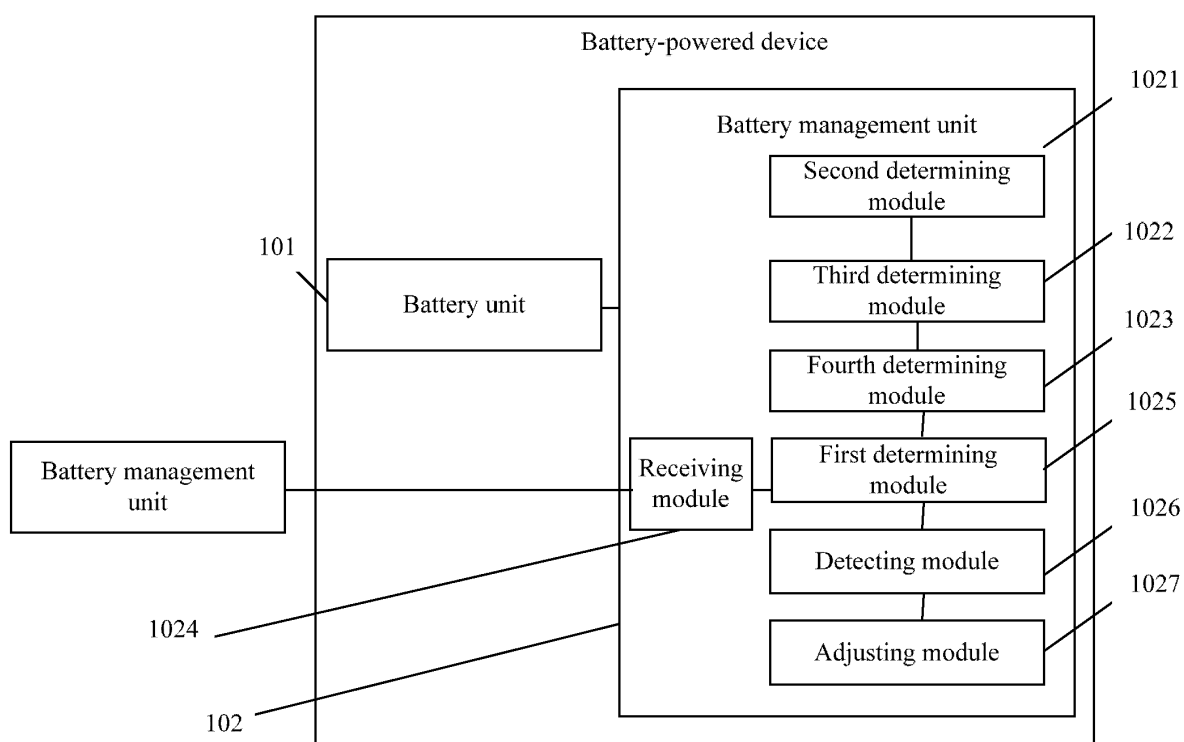 Battery-powered device
1021
Battery management unit
Second determining
module
1022
101
Third determining
module
Battery unit
1023
Fourth determining
module
1025
Battery management
unit
Receiving
module
First determining
module
1026
Detecting module
1027
1024
Adjusting module
102